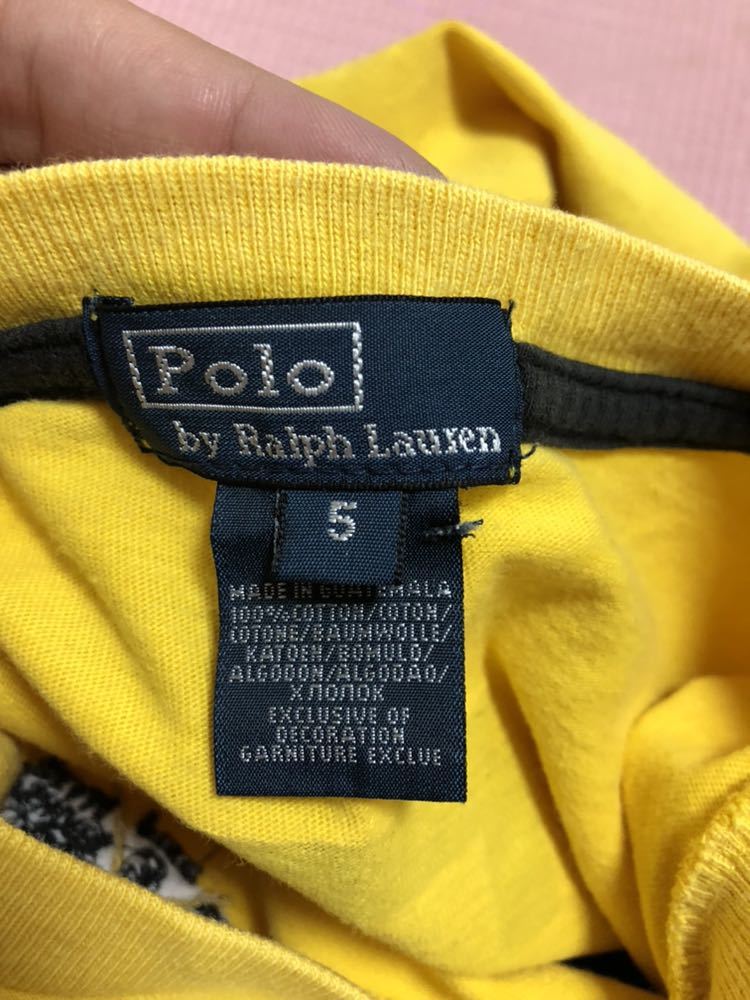 Polo
by Ralph Lauren
5
MADE IN GUATEMALA
100% COTTON/COTON/
COTONE/BAUMWOLLE/
KATOEN/BOMULD/
ALGODON/ALGODAO/
ХЛОПОК
EXCLUSIVE OF
DECORATION
GARNITURE EXCLUE